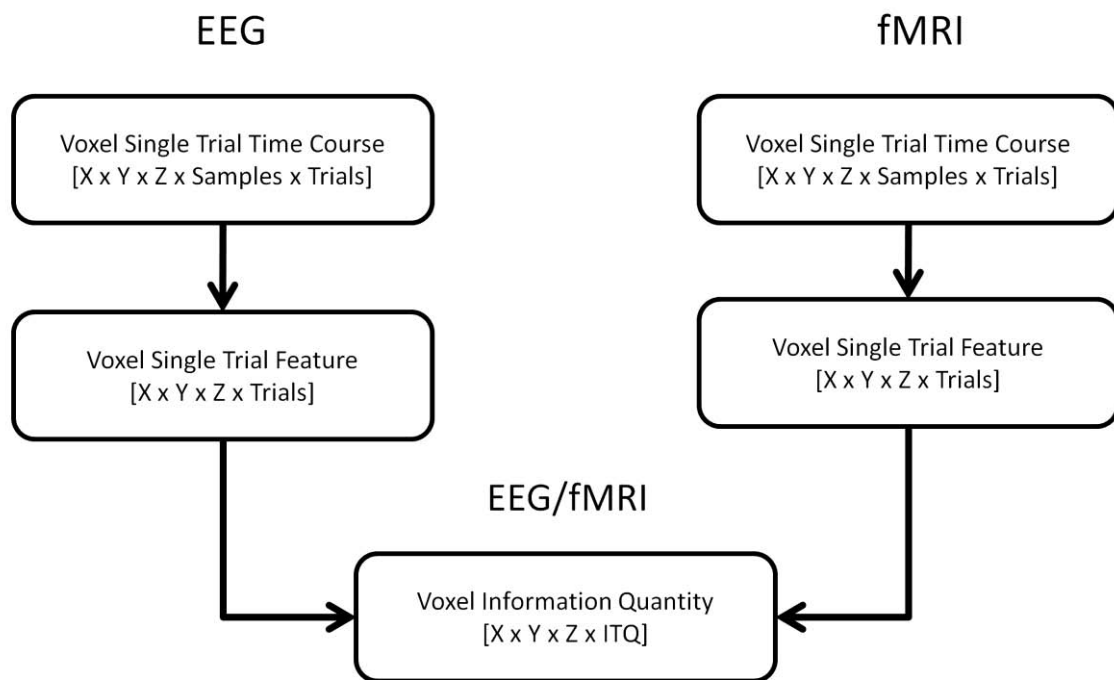 EEG
fMRI
Voxel Single Trial Time Course
[X x Y x Z x Samples x Trials]
Voxel Single Trial Time Course
[X x Y x Z x Samples x Trials]
Voxel Single Trial Feature
[X x Y x Z x Trials]
Voxel Single Trial Feature
[X x Y x Z x Trials]
EEG/fMRI
Voxel Information Quantity
[X x Y x Z x ITQ]